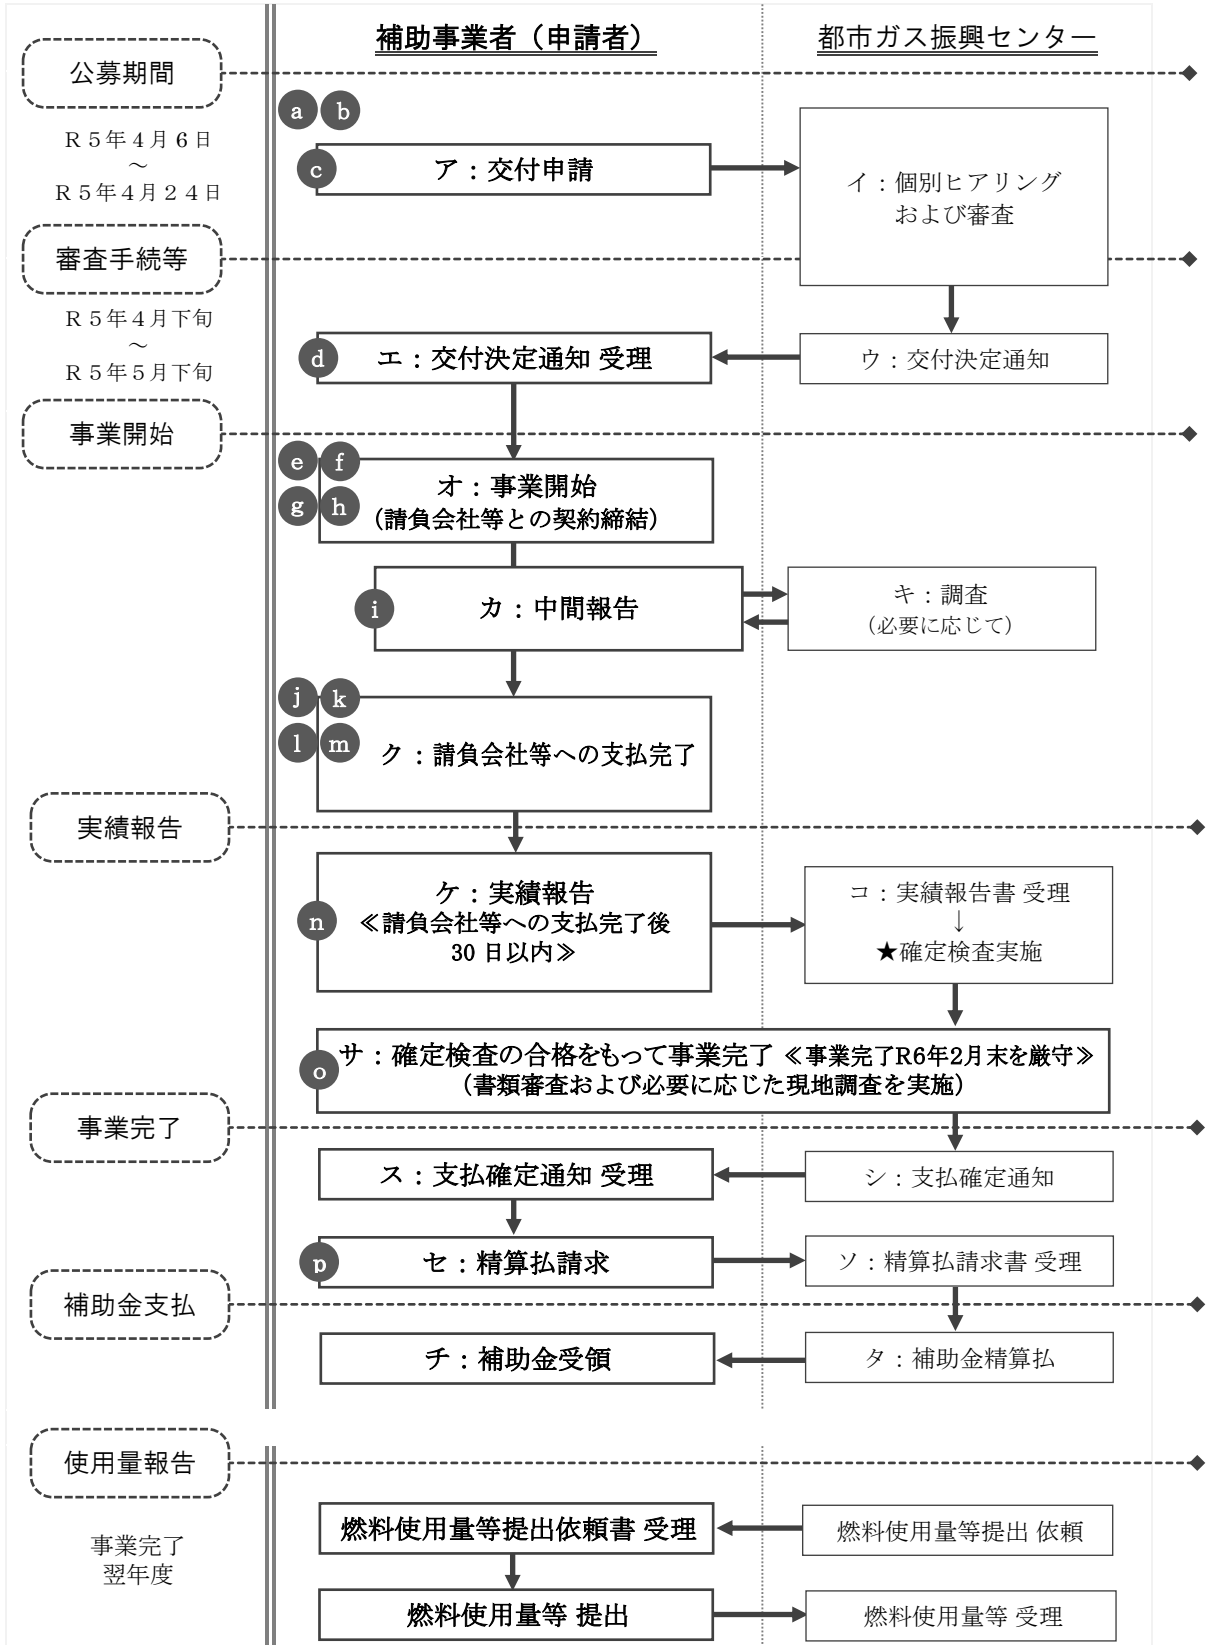 補助事業者（申請者）
都市ガス振興センター
公募期間
a b
Ｒ５年４月６日
～
Ｒ５年４月２４日
c
ア：交付申請
イ：個別ヒアリング
および審査
審査手続等
Ｒ５年４月下旬
～
Ｒ５年５月下旬
d
エ：交付決定通知 受理
ウ：交付決定通知
事業開始
e f
g h
オ：事業開始
（請負会社等との契約締結）
i
カ：中間報告
キ：調査
（必要に応じて）
j k
l m
ク：請負会社等への支払完了
実績報告
n
ケ：実績報告
≪請負会社等への支払完了後
30 日以内≫
コ：実績報告書 受理
↓
★確定検査実施
o
サ：確定検査の合格をもって事業完了 ≪事業完了R6年2月末を厳守≫
（書類審査および必要に応じた現地調査を実施）
事業完了
ス：支払確定通知 受理
シ：支払確定通知
p
セ：精算払請求
ソ：精算払請求書 受理
補助金支払
チ：補助金受領
タ：補助金精算払
使用量報告
事業完了
翌年度
燃料使用量等提出依頼書 受理
燃料使用量等提出 依頼
燃料使用量等 提出
燃料使用量等 受理